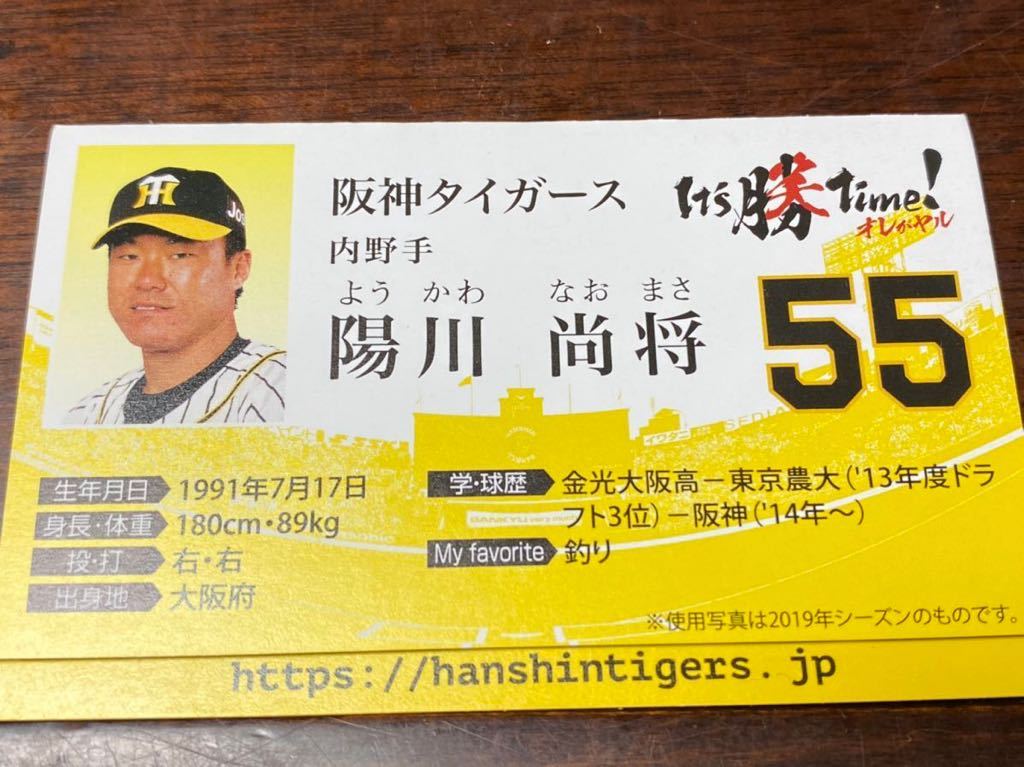 阪神タイガース
It's 勝 Time!
オレがヤル
内野手
よう かわ なお まさ
陽川 尚将
55
生年月日 1991年7月17日
身長・体重 180cm・89kg
投・打 右・右
出身地 大阪府
学・球歴 金光大阪高－東京農大('13年度ドラ
フト3位)－阪神('14年～)
My favorite 釣り
※使用写真は2019年シーズンのものです。
https://hanshintigers.jp